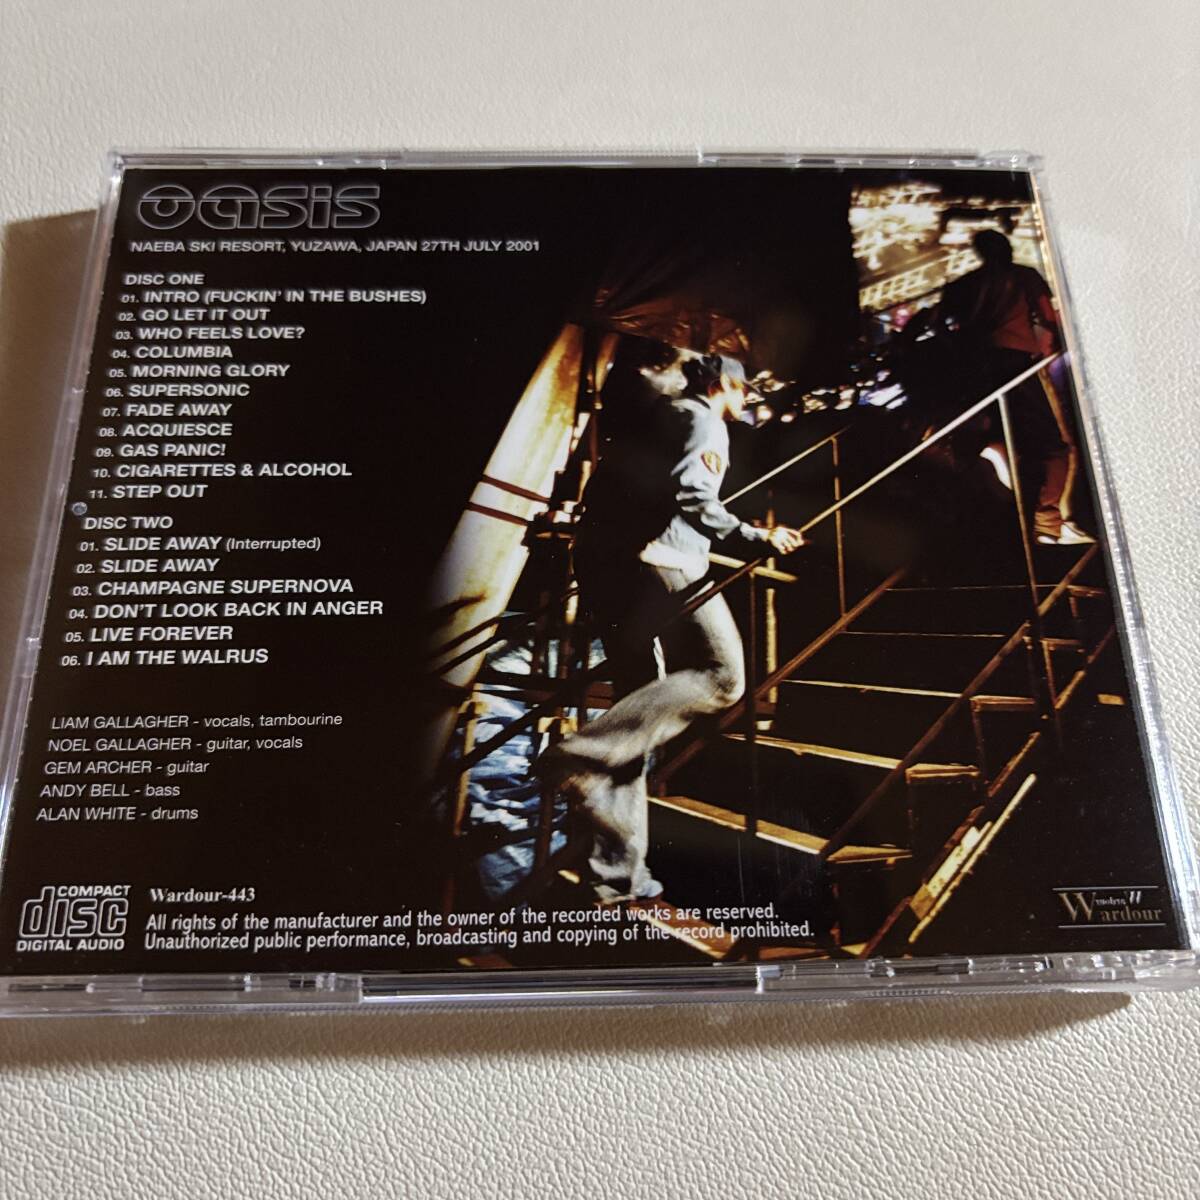 oasis
NAEBA SKI RESORT, YUZAWA, JAPAN 27TH JULY 2001
DISC ONE
01. INTRO (FUCKIN' IN THE BUSHES)
02. GO LET IT OUT
03. WHO FEELS LOVE?
04. COLUMBIA
05. MORNING GLORY
06. SUPERSONIC
07. FADE AWAY
08. ACQUIESCE
09. GAS PANIC!
10. CIGARETTES & ALCOHOL
11. STEP OUT
DISC TWO
01. SLIDE AWAY (Interrupted)
02. SLIDE AWAY
03. CHAMPAGNE SUPERNOVA
04. DON'T LOOK BACK IN ANGER
05. LIVE FOREVER
06. I AM THE WALRUS
LIAM GALLAGHER - vocals, tambourine
NOEL GALLAGHER - guitar, vocals
GEM ARCHER - guitar
ANDY BELL - bass
ALAN WHITE - drums
COMPACT
disc
DIGITAL AUDIO
Wardour-443
All rights of the manufacturer and the owner of the recorded works are reserved.
Unauthorized public performance, broadcasting and copying of the record prohibited.
Wardour